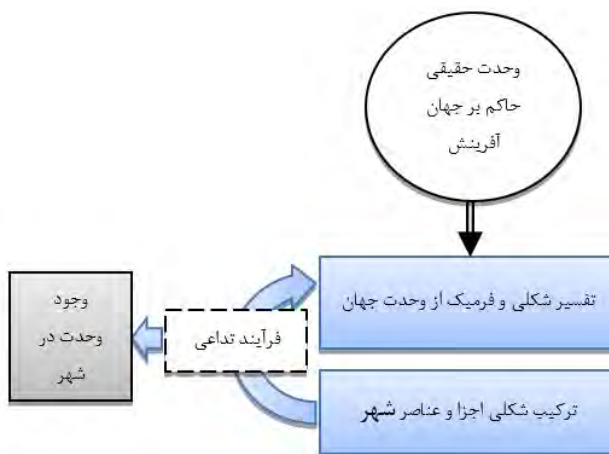 وحدت حقیقی
حاکم بر جهان
آفرینش
تفسیر شکلی و فرمیک از وحدت جهان
فرآیند تداعی
وجود
وحدت در
شهر
ترکیب شکلی اجزا و عناصر شهر